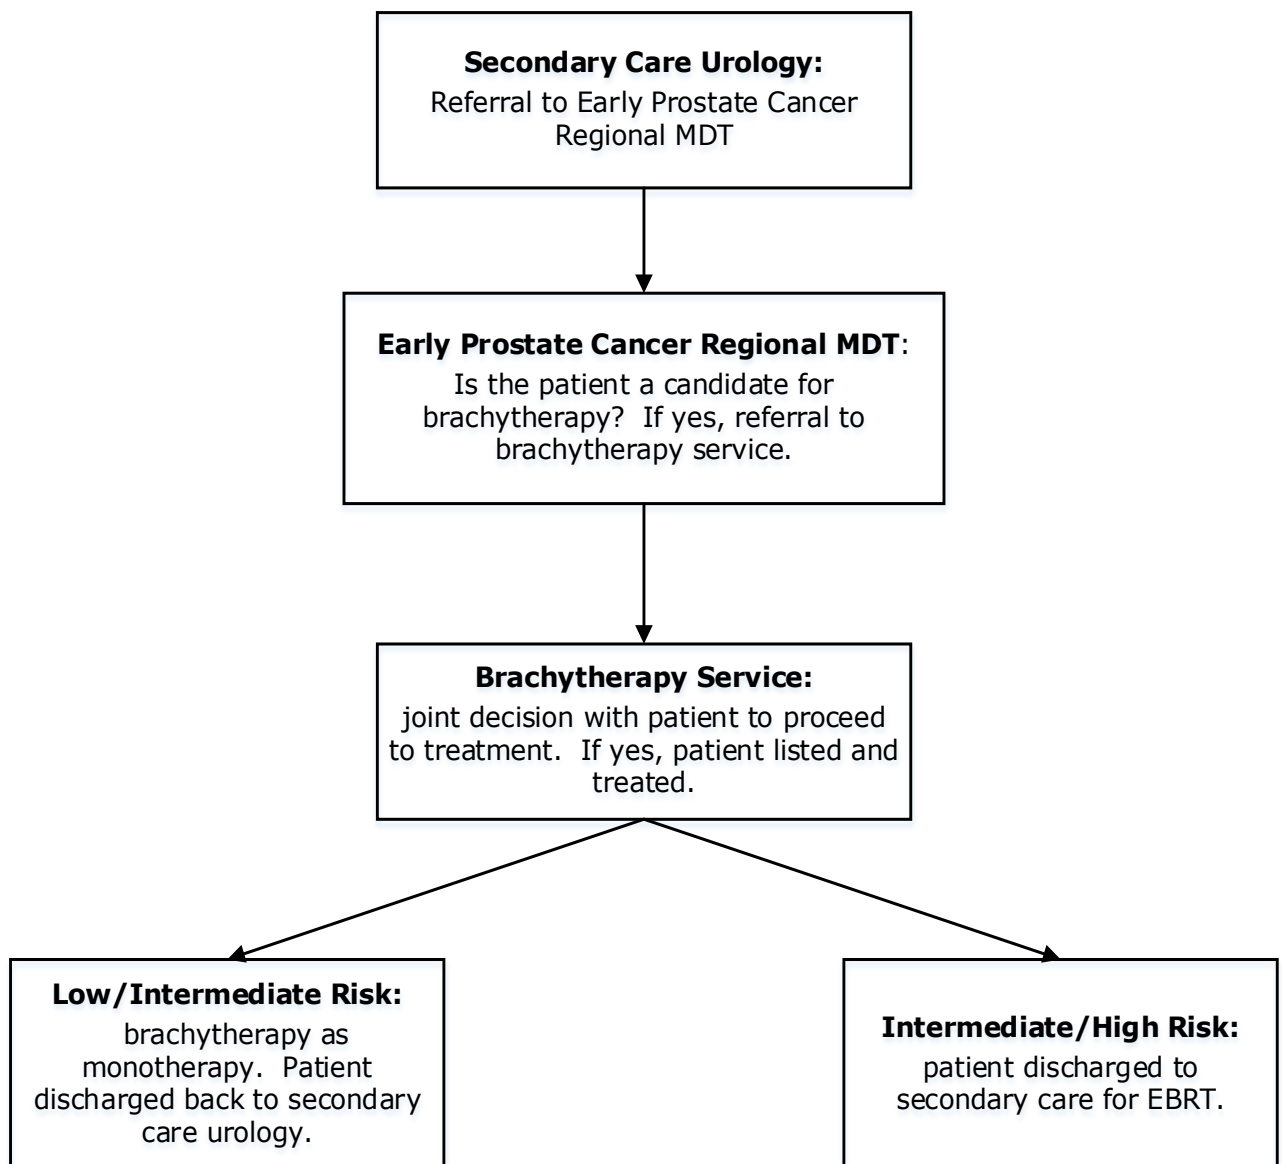 Secondary Care Urology:
Referral to Early Prostate Cancer
Regional MDT
Early Prostate Cancer Regional MDT:
Is the patient a candidate for
brachytherapy?  If yes, referral to
brachytherapy service.
Brachytherapy Service:
joint decision with patient to proceed
to treatment.  If yes, patient listed and
treated.
Low/Intermediate Risk:
brachytherapy as
monotherapy.  Patient
discharged back to secondary
care urology.
Intermediate/High Risk:
patient discharged to
secondary care for EBRT.